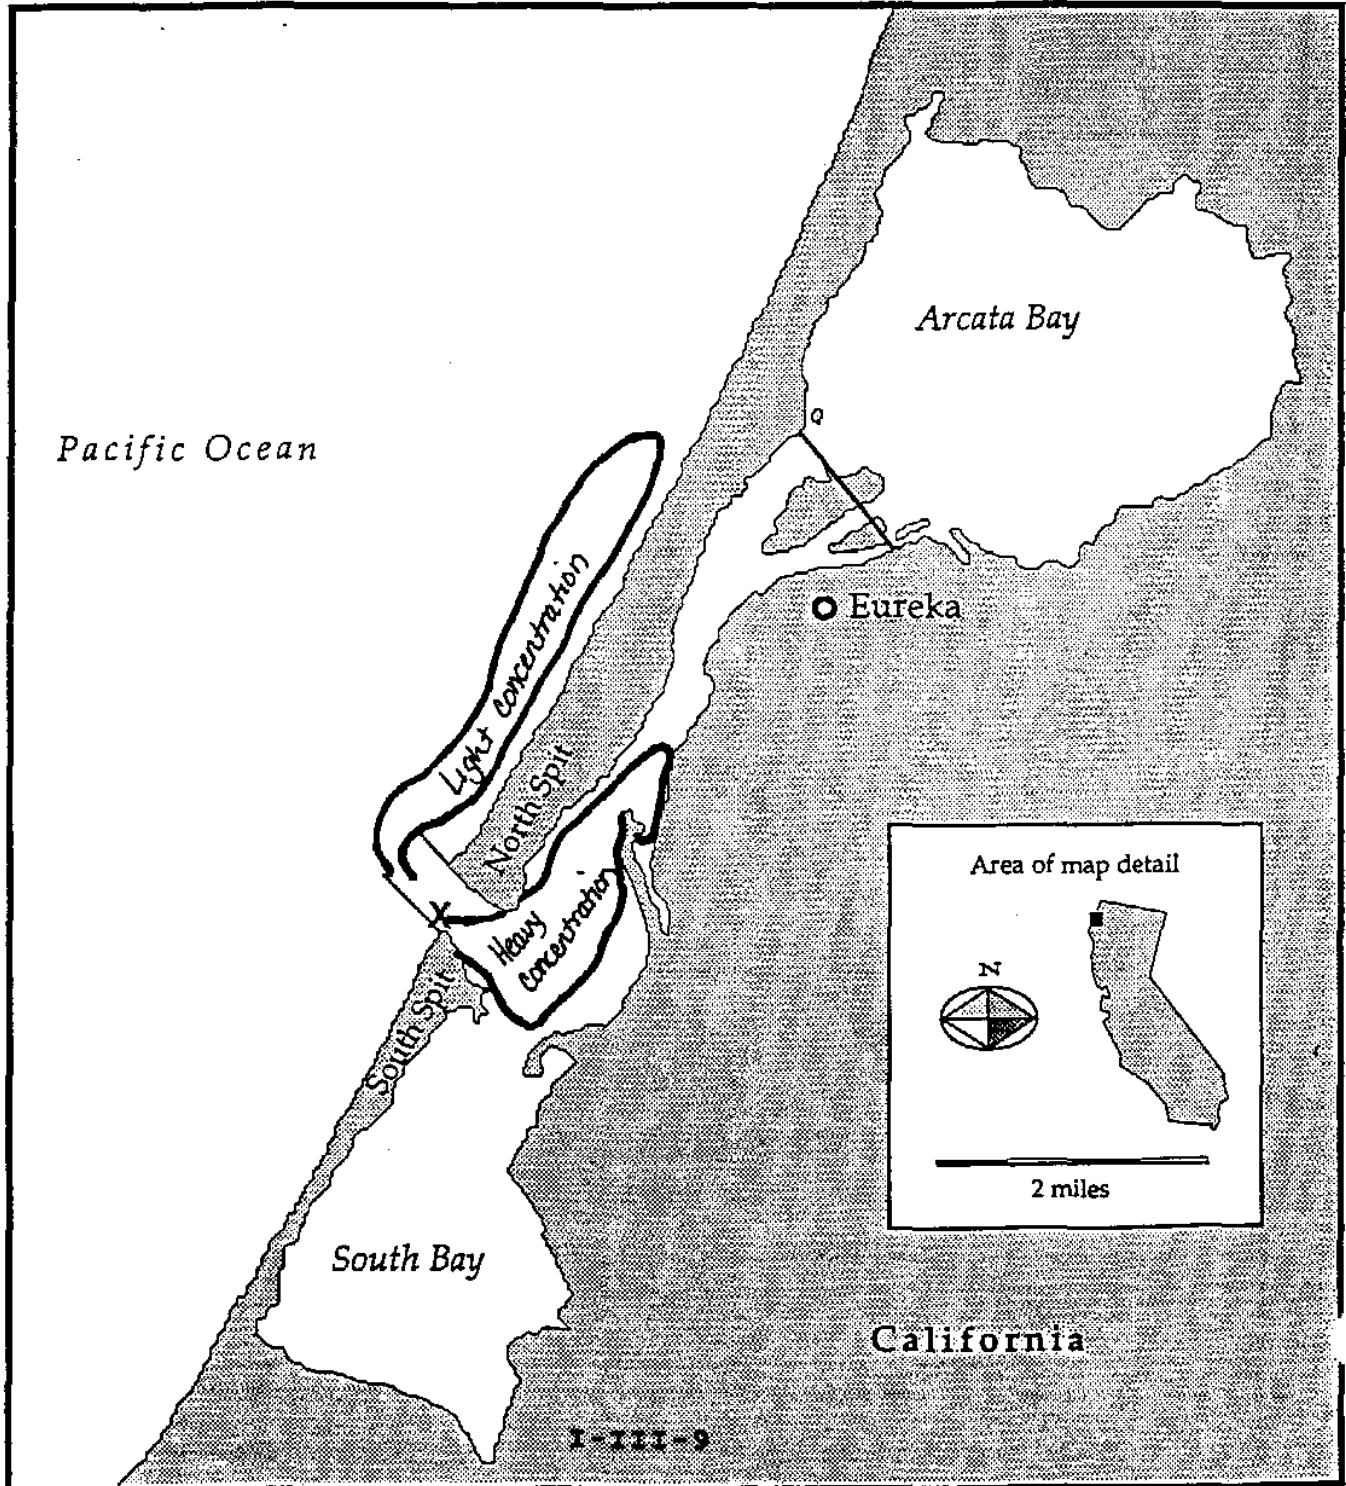 Arcata Bay
Pacific Ocean
Q
Eureka
Light concentration
North Spit
X
Heavy
concentration
South Spit
Area of map detail
N
2 miles
South Bay
California
I-III-9